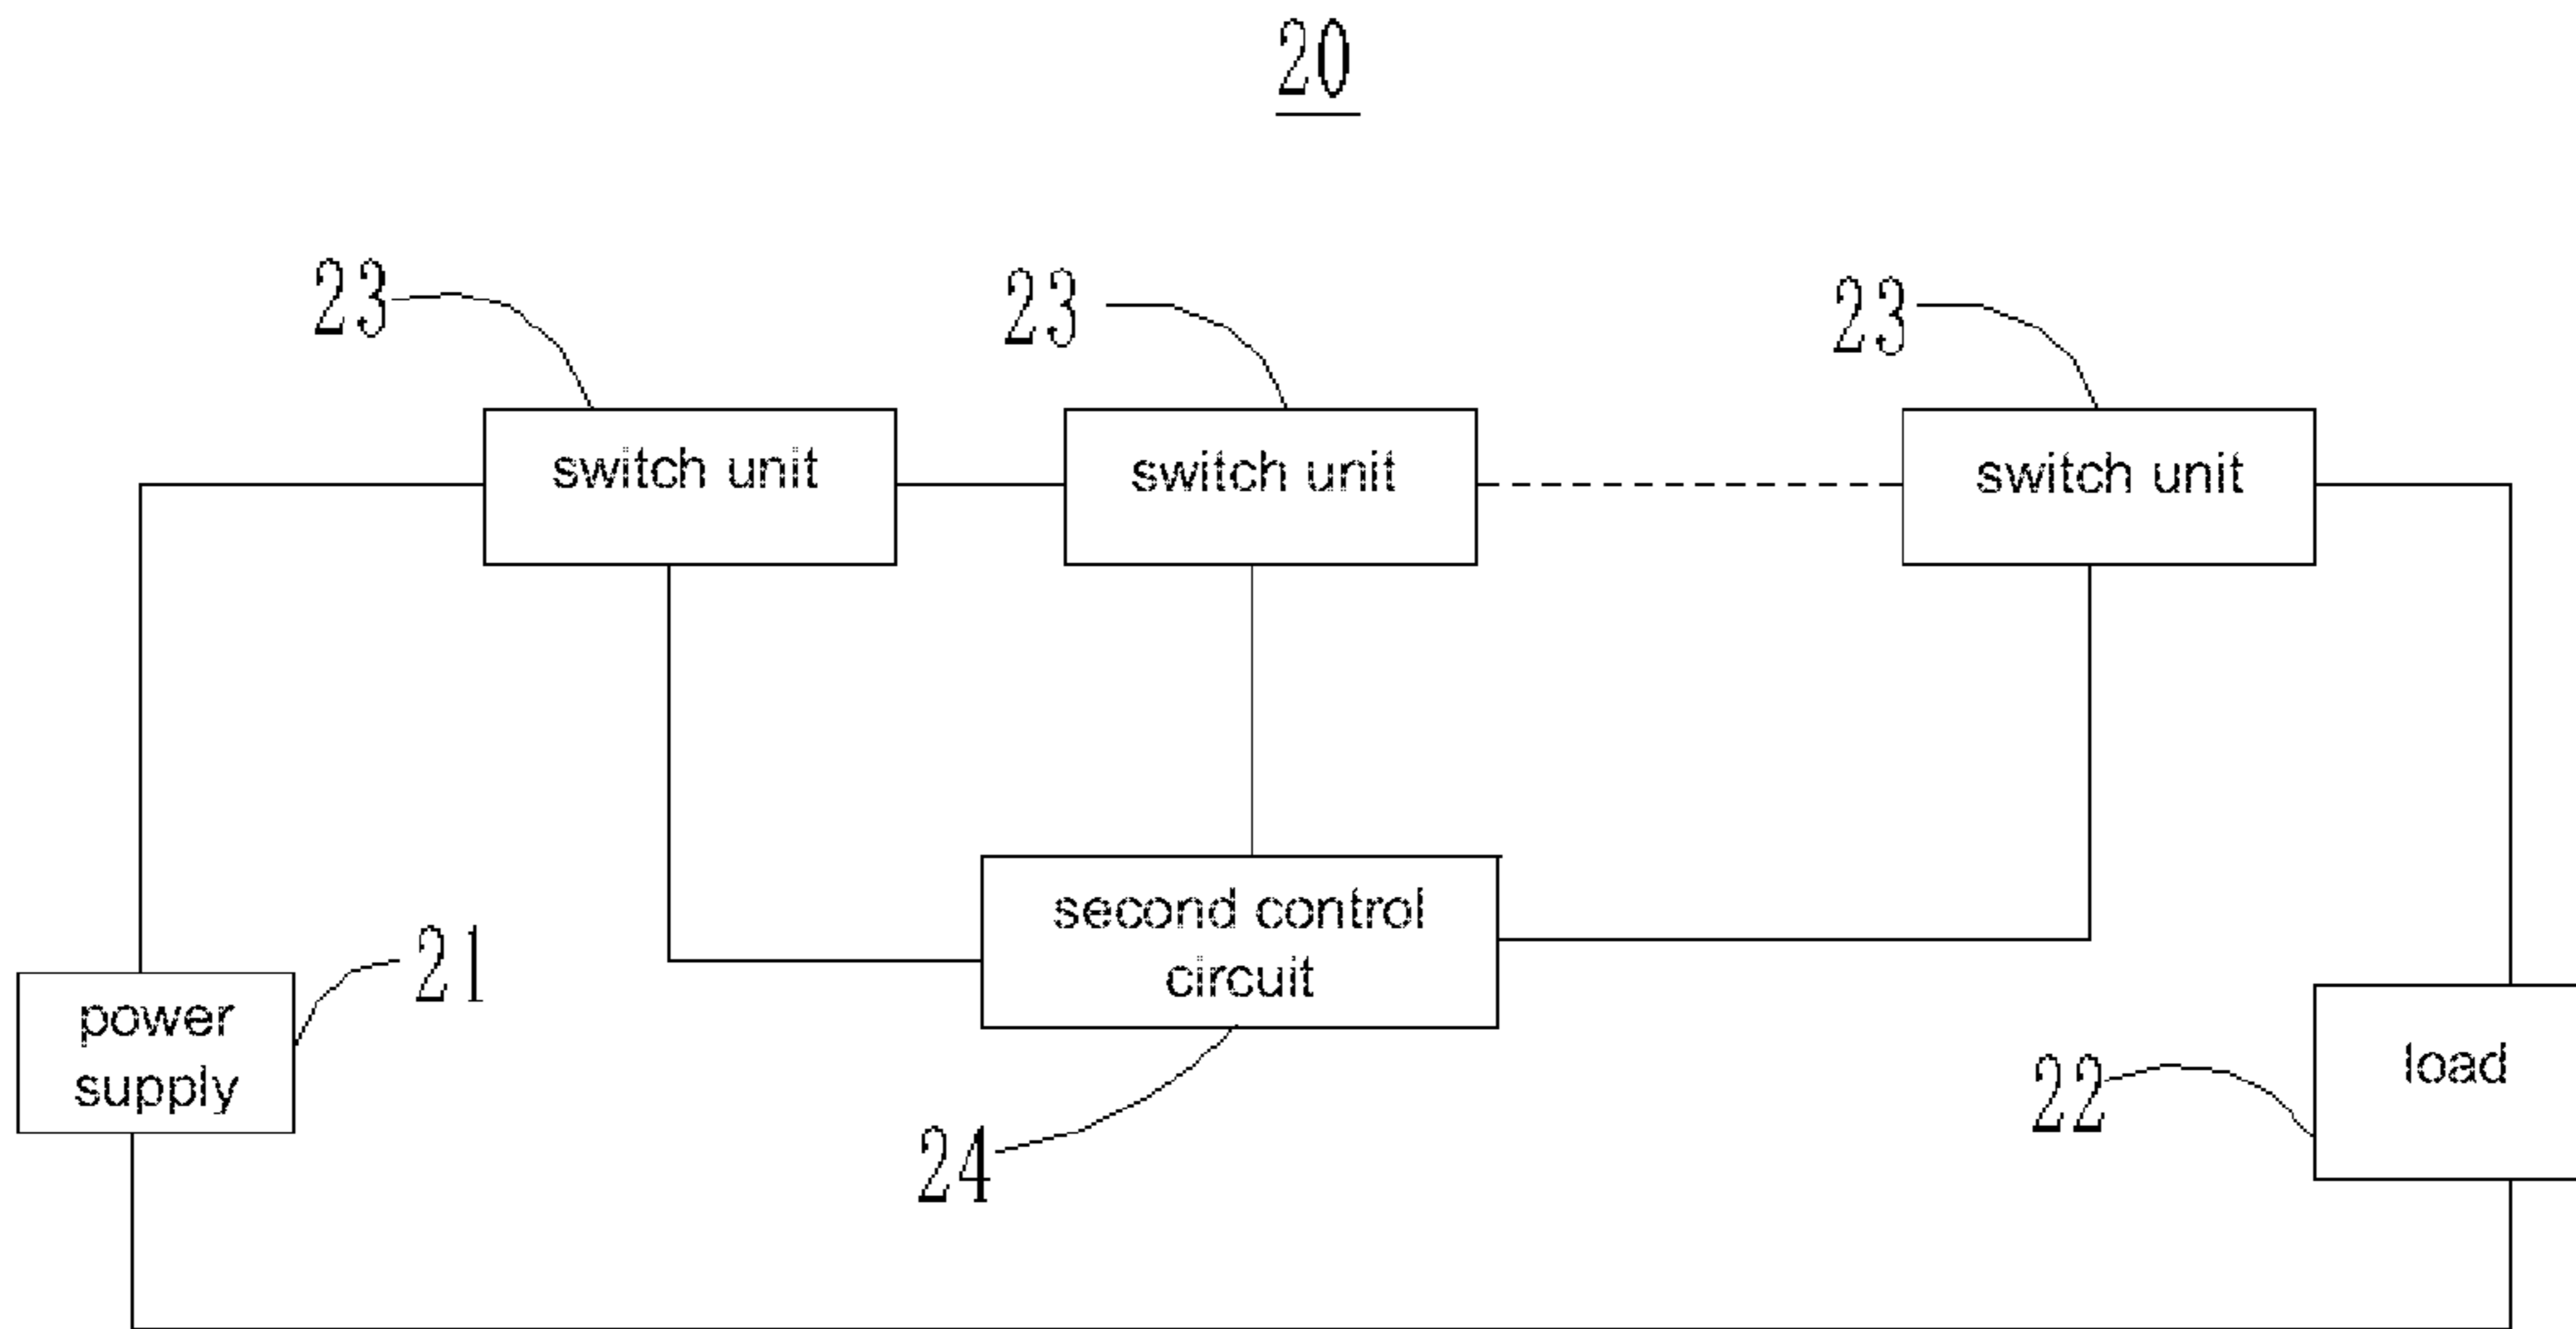 20
23
23
23
switch unit
switch unit
switch unit
second control
circuit
21
power
supply
load
22
24